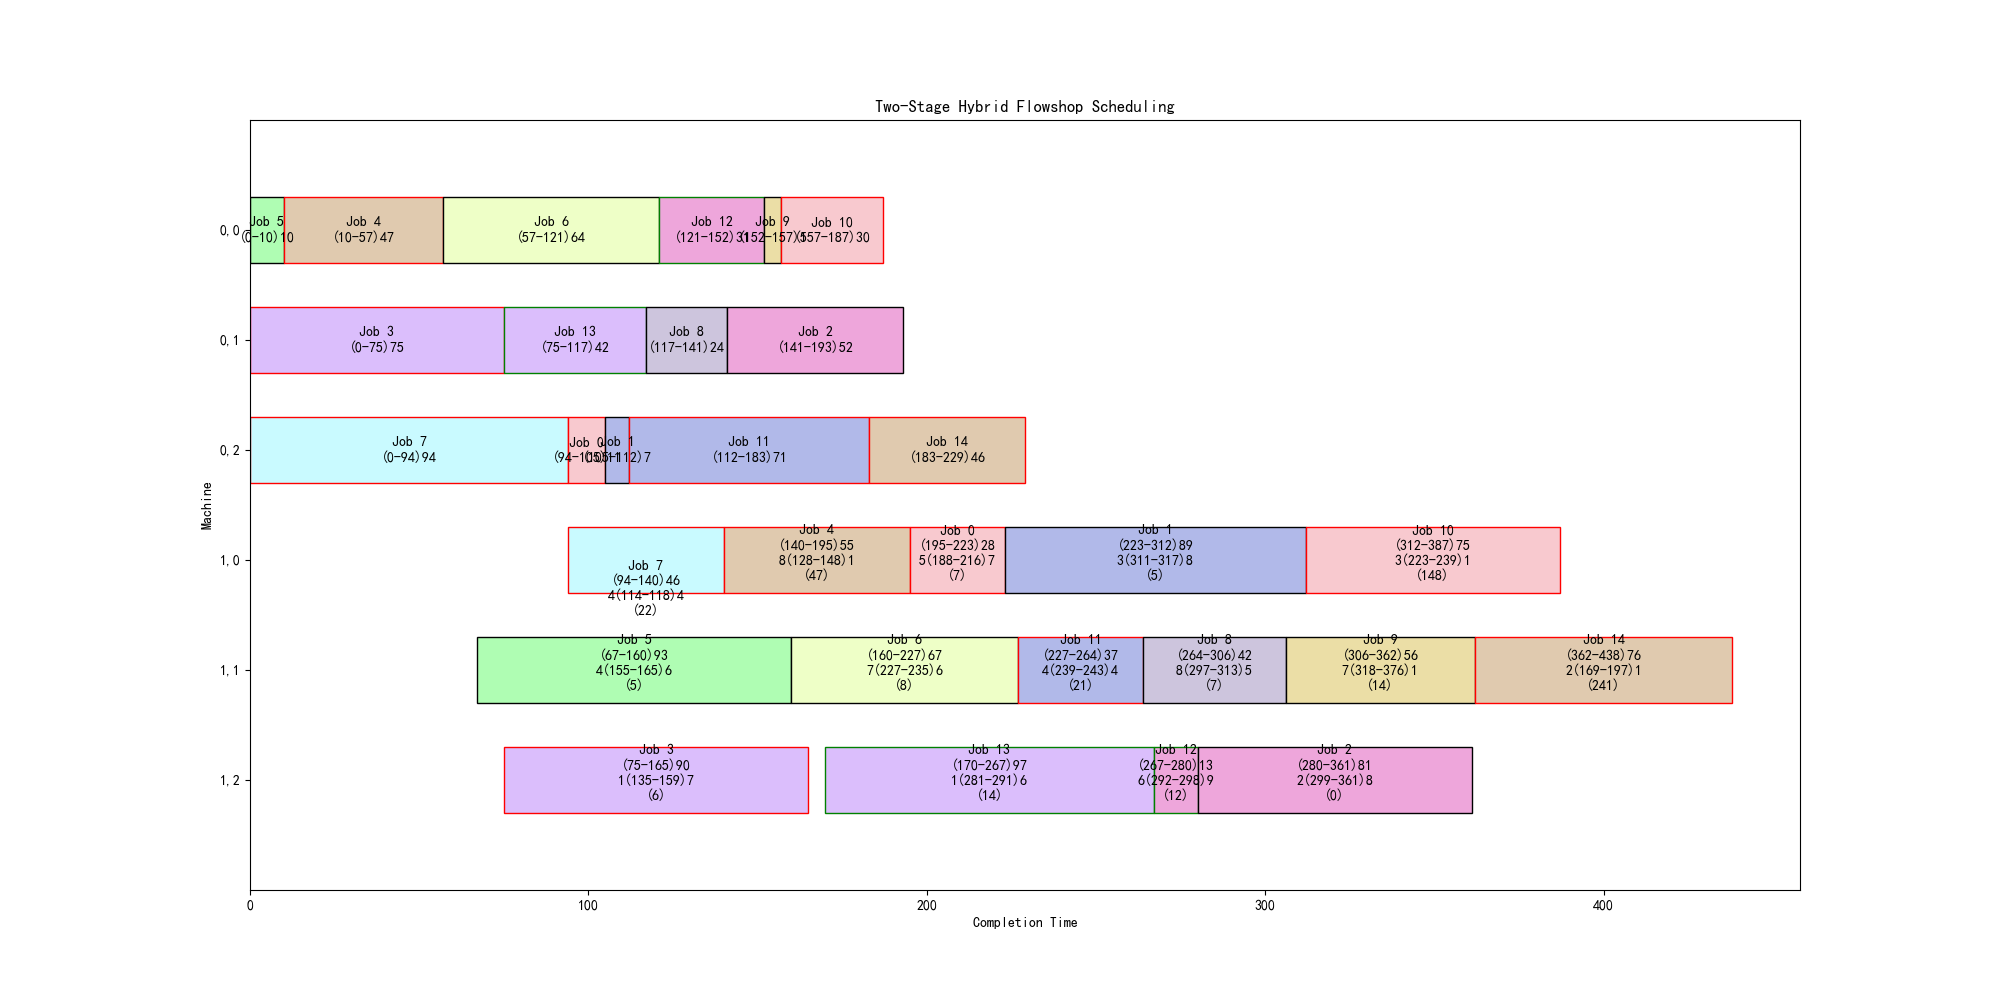 Two-Stage Hybrid Flowshop Scheduling
0,0
Job 5
(0-10)10
Job 4
(10-57)47
Job 6
(57-121)64
Job 12
(121-152)31
Job 9
(152-157)5
Job 10
(157-187)30
0,1
Job 3
(0-75)75
Job 13
(75-117)42
Job 8
(117-141)24
Job 2
(141-193)52
0,2
Job 7
(0-94)94
Job 0
(94-105)11
Job 1
(105-112)7
Job 11
(112-183)71
Job 14
(183-229)46
Machine
1,0
Job 7
(94-140)46
4(114-118)4
(22)
Job 4
(140-195)55
8(128-148)1
(47)
Job 0
(195-223)28
5(188-216)7
(7)
Job 1
(223-312)89
3(311-317)8
(5)
Job 10
(312-387)75
3(223-239)1
(148)
1,1
Job 5
(67-160)93
4(155-165)6
(5)
Job 6
(160-227)67
7(227-235)6
(8)
Job 11
(227-264)37
4(239-243)4
(21)
Job 8
(264-306)42
8(297-313)5
(7)
Job 9
(306-362)56
7(318-376)1
(14)
Job 14
(362-438)76
2(169-197)1
(241)
1,2
Job 3
(75-165)90
1(135-159)7
(6)
Job 13
(170-267)97
1(281-291)6
(14)
Job 12
(267-280)13
6(292-298)9
(12)
Job 2
(280-361)81
2(299-361)8
(0)
0
100
200
300
400
Completion Time